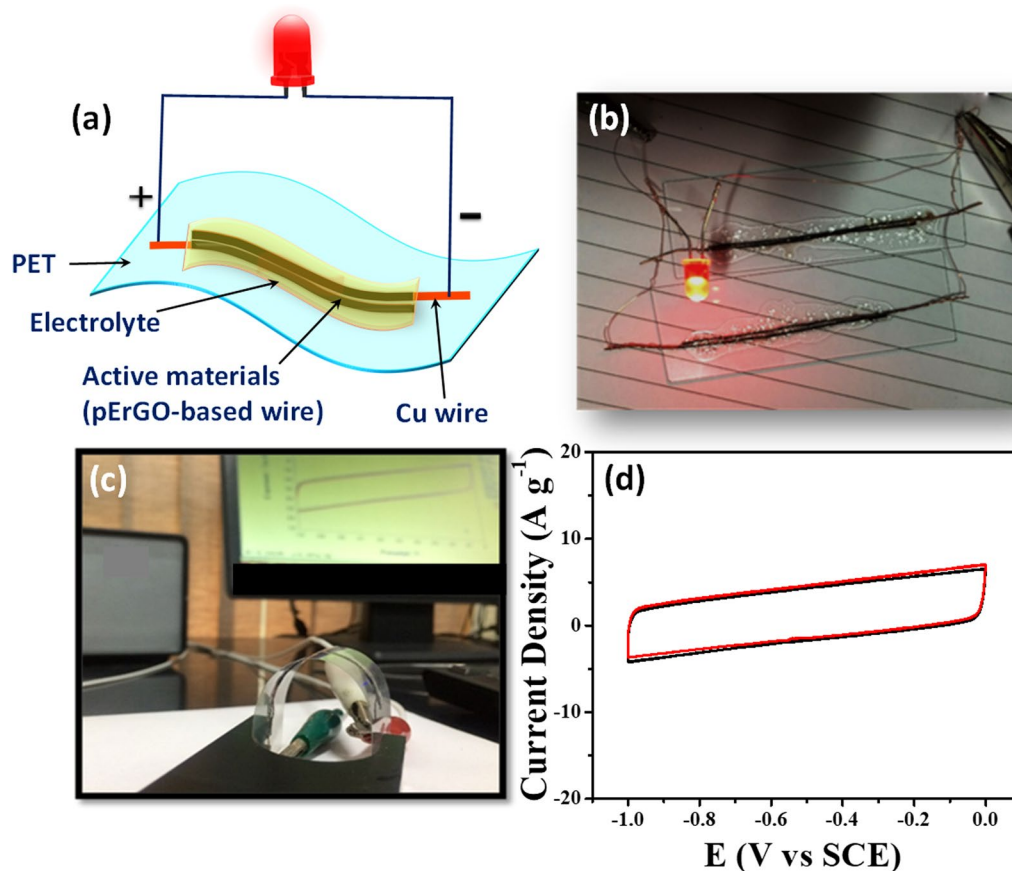 (a)
+
−
PET
Electrolyte
Active materials
(pErGO-based wire)
Cu wire
(b)
(c)
(d)
Current Density (A g⁻¹)
20
10
0
-10
-20
-1.0 -0.8 -0.6 -0.4 -0.2 0.0
E (V vs SCE)